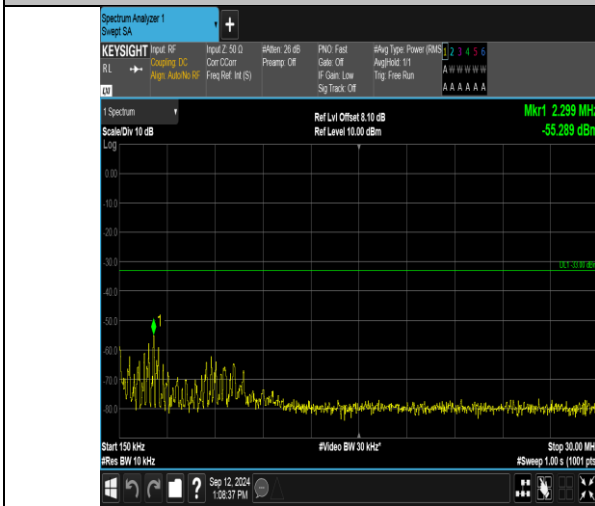 Spectrum Analyzer 1
Swept SA
+
KEYSIGHT
RL
Input: RF
Coupling: DC
Align: Auto/No RF
Input Z: 50 Ω
Corr CCorr
Freq Ref: Int (S)
#Atten: 26 dB
Preamp: Off
PNO: Fast
Gate: Off
IF Gain: Low
Sig Track: Off
#Avg Type: Power (RMS
Avg|Hold: 1/1
Trig: Free Run
1 2 3 4 5 6
A W W W W W
A A A A A A
1 Spectrum
Scale/Div 10 dB
Log
Ref Lvl Offset 8.10 dB
Ref Level 10.00 dBm
Mkr1 2.299 MHz
-55.289 dBm
0.00
-10.0
-20.0
-30.0
DL1 -33.00 dBm
-40.0
-50.0
1
-60.0
-70.0
-80.0
Start 150 kHz
#Res BW 10 kHz
#Video BW 30 kHz*
Stop 30.00 MHz
#Sweep 1.00 s (1001 pts
?
Sep 12, 2024
1:08:37 PM